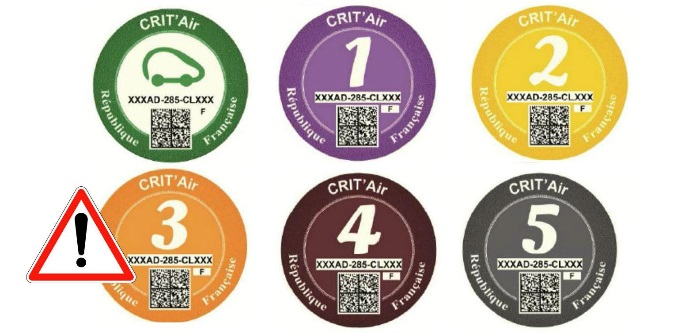 CRIT'Air
XXXAD-285-CLXXX
F
République Française
CRIT'Air
1
XXXAD-285-CLXXX
F
République Française
CRIT'Air
2
XXXAD-285-CLXXX
F
République Française
!
CRIT'Air
3
XXXAD-285-CLXXX
F
blique Française
CRIT'Air
4
XXXAD-285-CLXXX
F
République Française
CRIT'Air
5
XXXAD-285-CLXXX
F
République Française